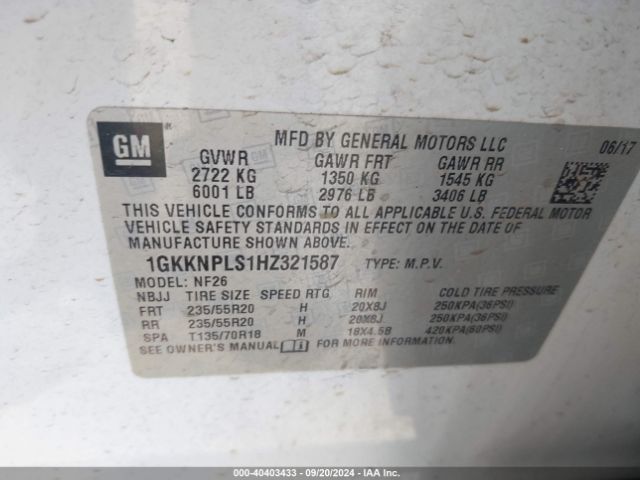 GM
MFD BY GENERAL MOTORS LLC 06/17
GVWR GAWR FRT GAWR RR
2722 KG 1350 KG 1545 KG
6001 LB 2976 LB 3406 LB
THIS VEHICLE CONFORMS TO ALL APPLICABLE U.S. FEDERAL MOTOR
VEHICLE SAFETY STANDARDS IN EFFECT ON THE DATE OF
MANUFACTURE SHOWN ABOVE.
1GKKNPLS1HZ321587 TYPE: M.P.V.
MODEL: NF26
NBJJ TIRE SIZE SPEED RTG RIM COLD TIRE PRESSURE
FRT 235/55R20 H 20X8J 250KPA(36PSI)
RR 235/55R20 H 20X8J 250KPA(36PSI)
SPA T135/70R18 M 18X4.5B 420KPA(60PSI)
SEE OWNER'S MANUAL FOR MORE INFORMATION
000-40403433 - 09/20/2024 - IAA Inc.